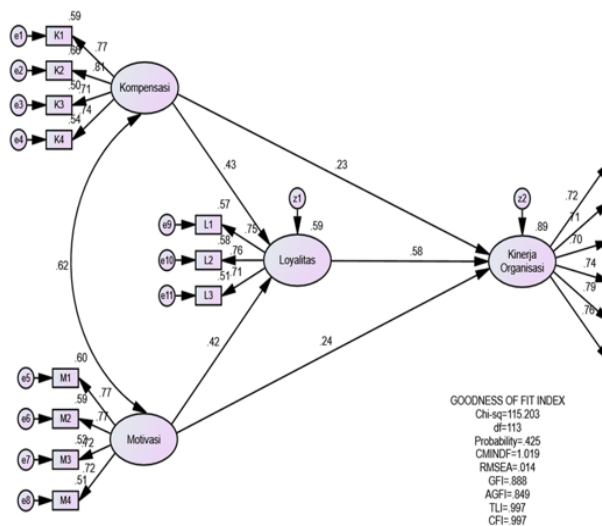 .59
e1 K1
.77
.66
e2 K2
.81
.50
e3 K3
.71
.74
.54
e4 K4
Kompensasi
.43
.23
.62
z1
.57
.59
e9 L1
.75
.58
e10 L2
.76
.51
e11 L3
.71
Loyalitas
.58
z2
.89
Kinerja
Organisasi
.72
.71
.70
.74
.79
.76
.42
.24
.60
e5 M1
.77
.59
e6 M2
.77
.52
e7 M3
.72
.72
.51
e8 M4
Motivasi
GOODNESS OF FIT INDEX
Chi-sq=115.203
df=113
Probability=.425
CMINDF=1.019
RMSEA=.014
GFI=.888
AGFI=.849
TLI=.997
CFI=.997